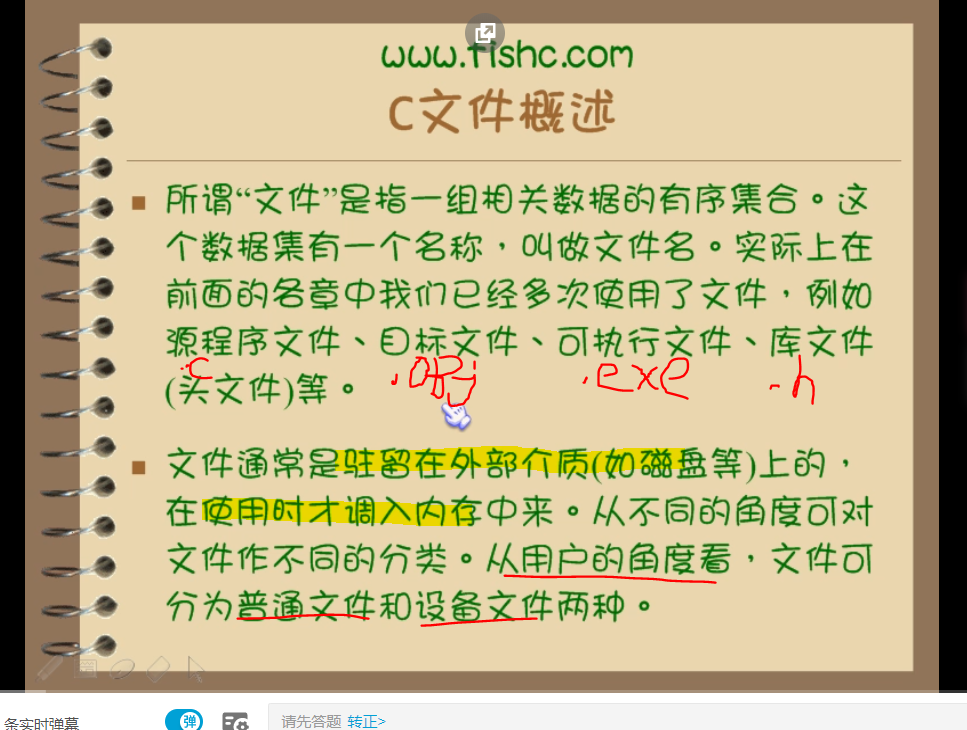 www.fishc.com
C文件概述
所谓“文件”是指一组相关数据的有序集合。这
个数据集有一个名称，叫做文件名。实际上在
前面的各章中我们已经多次使用了文件，例如
源程序文件、目标文件、可执行文件、库文件
.c .obj .exe .h
(头文件)等。
文件通常是驻留在外部介质(如磁盘等)上的，
在使用时才调入内存中来。从不同的角度可对
文件作不同的分类。从用户的角度看，文件可
分为普通文件和设备文件两种。
条实时弹幕 弹 请先答题 转正>